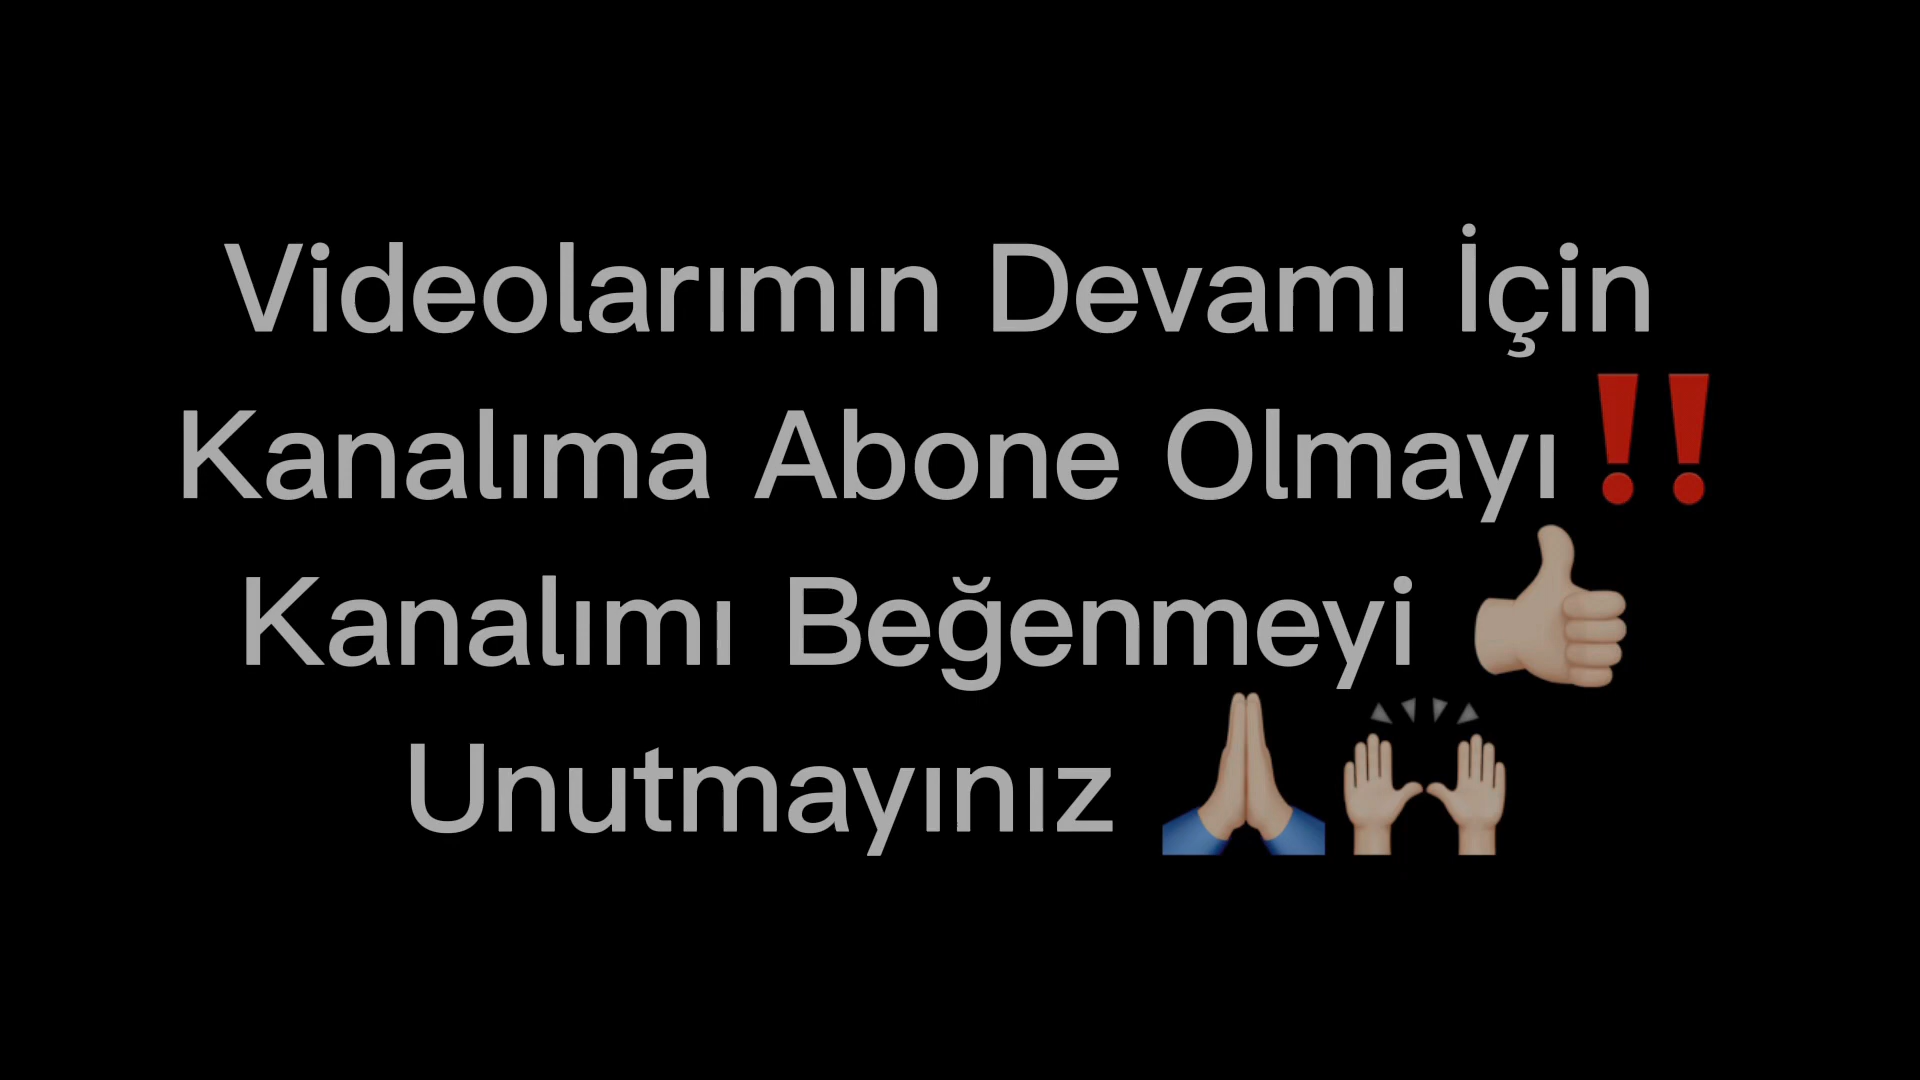 Videolarımın Devamı İçin
Kanalıma Abone Olmayı‼️
Kanalımı Beğenmeyi 👍🏼
Unutmayınız 🙏🏼🙌🏼